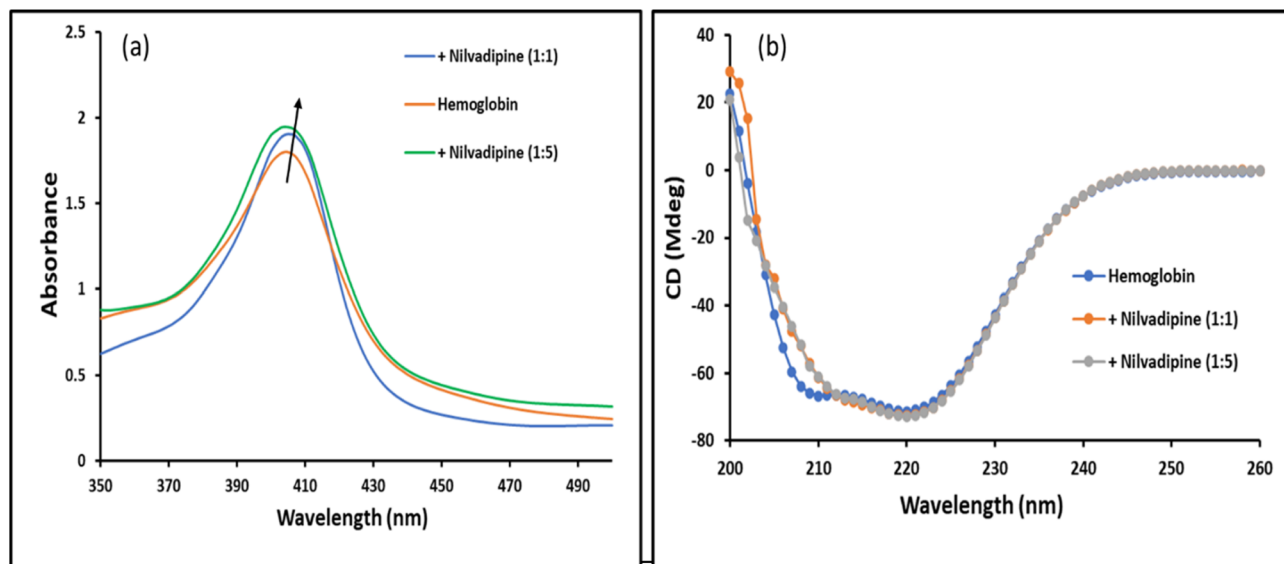 (a)
2.5
2
1.5
1
0.5
0
Absorbance
350 370 390 410 430 450 470 490
Wavelength (nm)
+ Nilvadipine (1:1)
Hemoglobin
+ Nilvadipine (1:5)
(b)
40
20
0
-20
-40
-60
-80
CD (Mdeg)
200 210 220 230 240 250 260
Wavelength (nm)
Hemoglobin
+ Nilvadipine (1:1)
+ Nilvadipine (1:5)